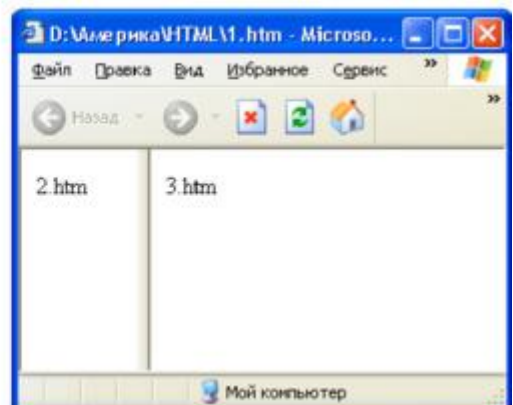 D:\Америка\HTML\1.htm - Microso...
Файл Правка Вид Избранное Сервис »
Назад »
2.htm 3.htm
Мой компьютер